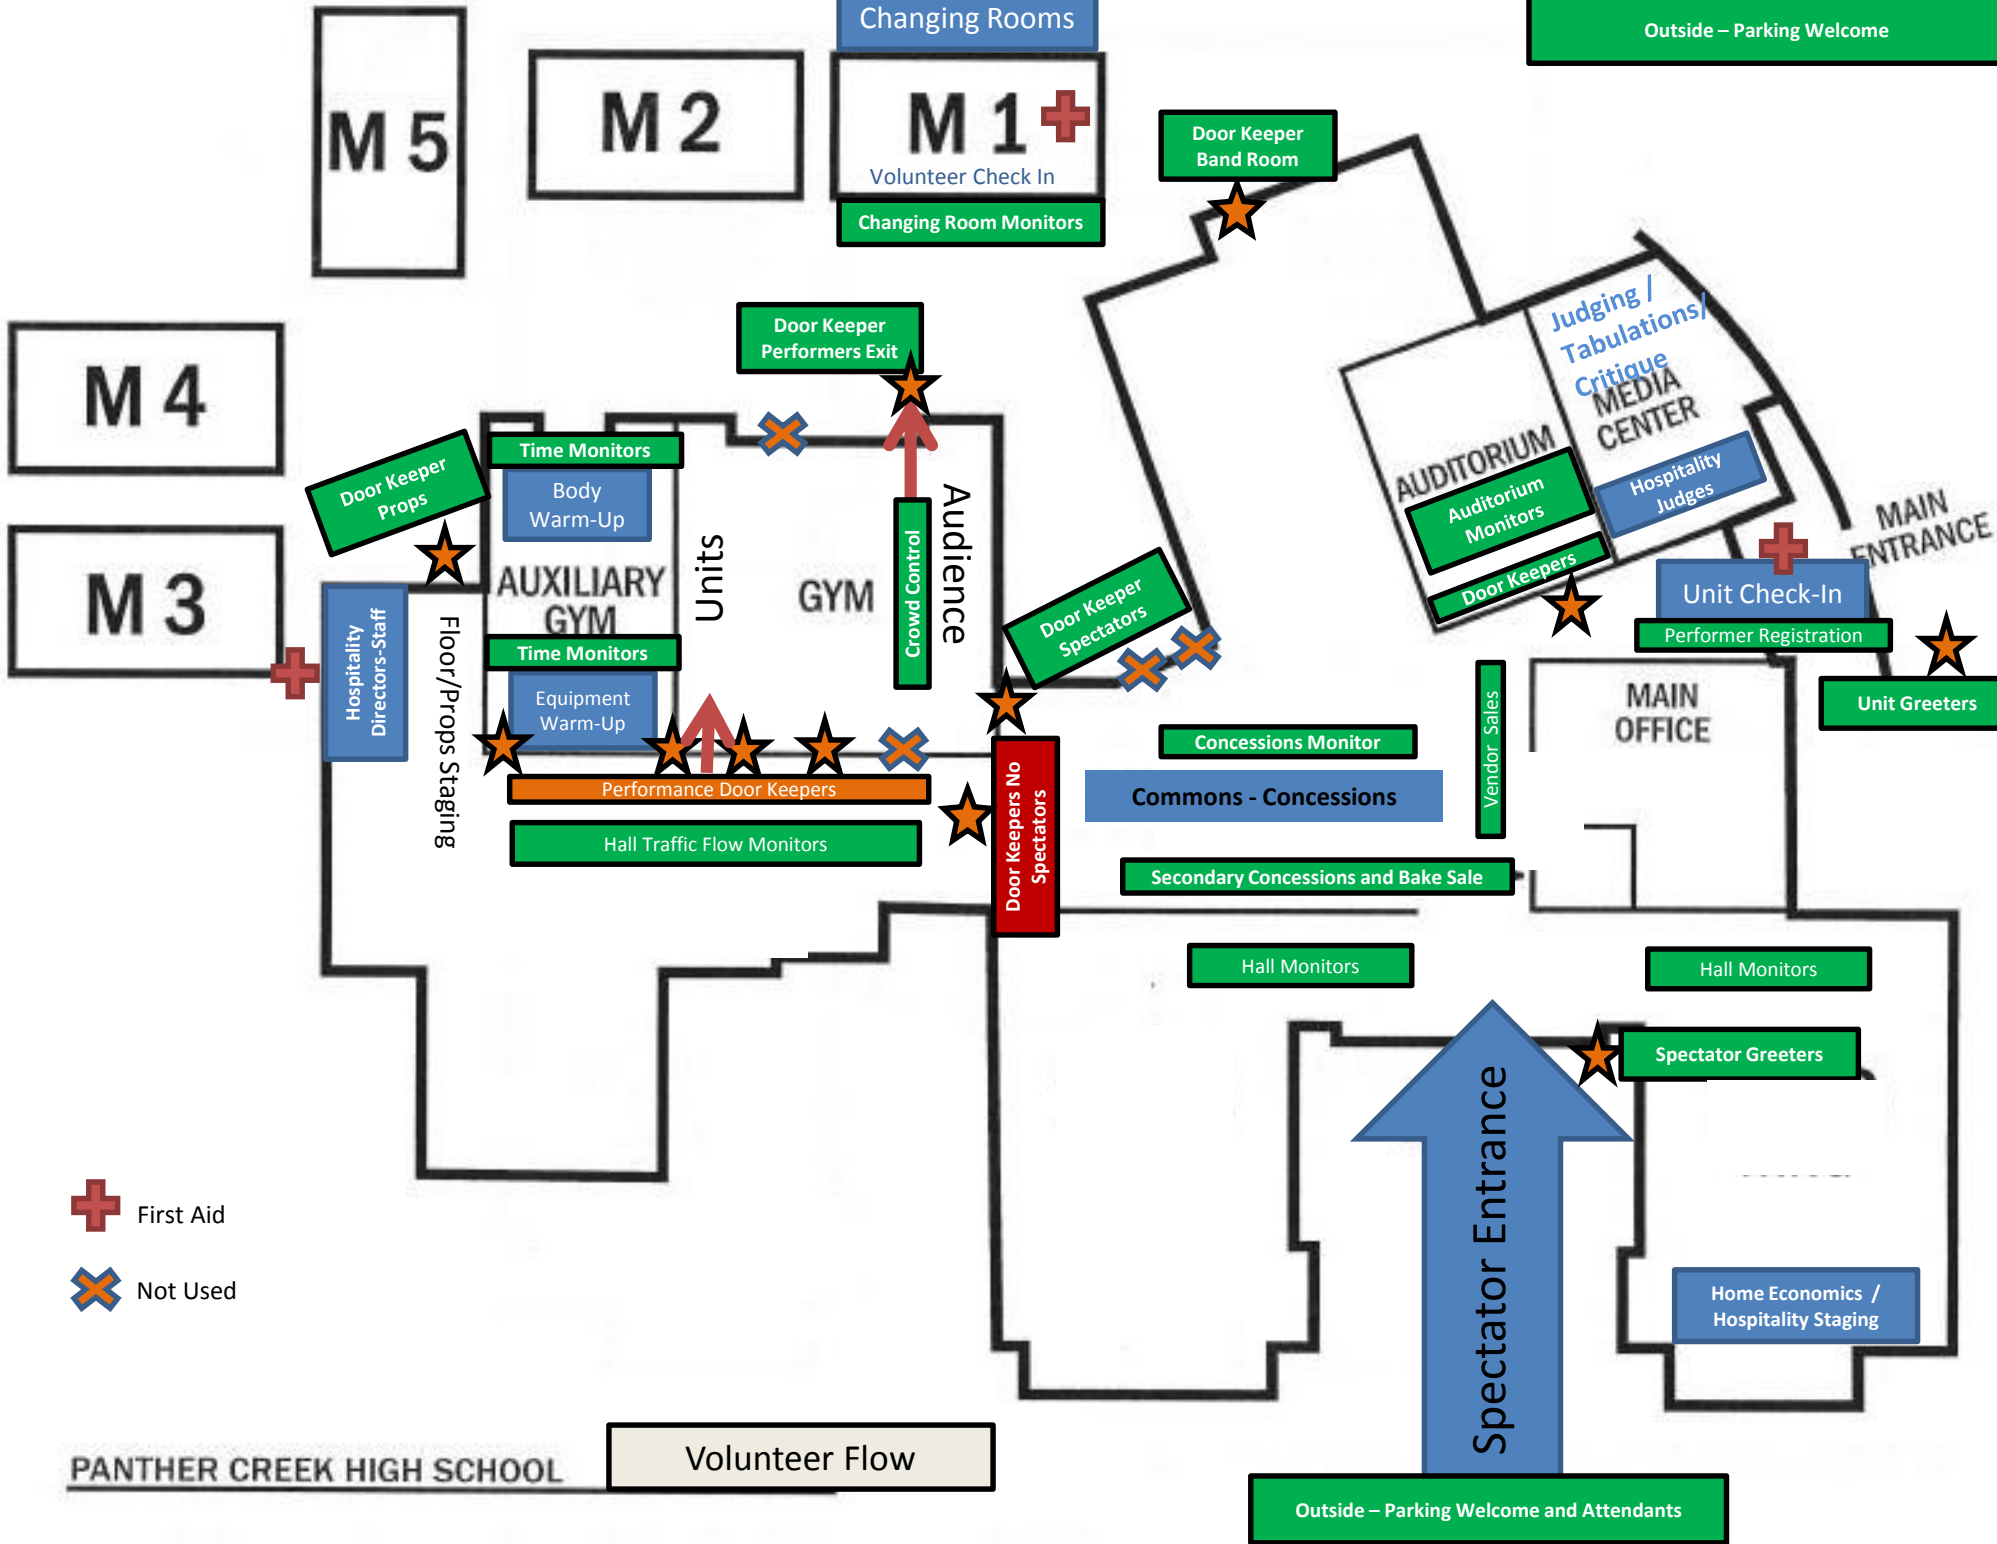 Changing Rooms
Outside – Parking Welcome
M 5
M 2
M 1
Volunteer Check In
Changing Room Monitors
Door Keeper
Band Room
Judging /
Tabulations/
Critique
MEDIA
CENTER
Door Keeper
Performers Exit
M 4
Door Keeper
Props
Time Monitors
Body
Warm-Up
AUXILIARY
GYM
Units
GYM
Crowd Control
Audience
AUDITORIUM
Auditorium
Monitors
Hospitality
Judges
Door Keepers
MAIN
ENTRANCE
M 3
Hospitality
Directors-Staff
Floor/Props Staging
Time Monitors
Equipment
Warm-Up
Door Keeper
Spectators
Unit Check-In
Performer Registration
Unit Greeters
MAIN
OFFICE
Vendor Sales
Concessions Monitor
Commons - Concessions
Performance Door Keepers
Hall Traffic Flow Monitors
Door Keepers No
Spectators
Secondary Concessions and Bake Sale
Hall Monitors
Hall Monitors
Spectator Greeters
Spectator Entrance
First Aid
Not Used
Home Economics /
Hospitality Staging
PANTHER CREEK HIGH SCHOOL
Volunteer Flow
Outside – Parking Welcome and Attendants